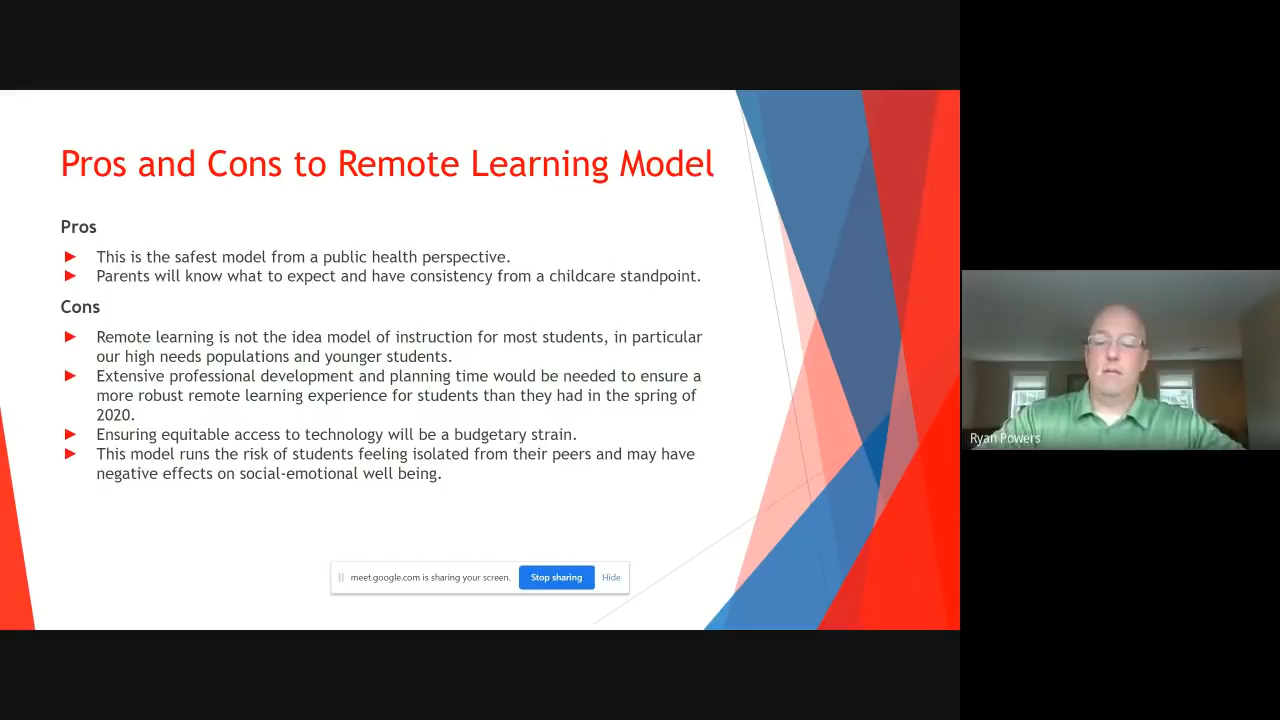 Pros and Cons to Remote Learning Model
Pros
This is the safest model from a public health perspective.
Parents will know what to expect and have consistency from a childcare standpoint.
Cons
Remote learning is not the idea model of instruction for most students, in particular
our high needs populations and younger students.
Extensive professional development and planning time would be needed to ensure a
more robust remote learning experience for students than they had in the spring of
2020.
Ensuring equitable access to technology will be a budgetary strain.
This model runs the risk of students feeling isolated from their peers and may have
negative effects on social-emotional well being.
meet.google.com is sharing your screen. Stop sharing Hide
Ryan Powers